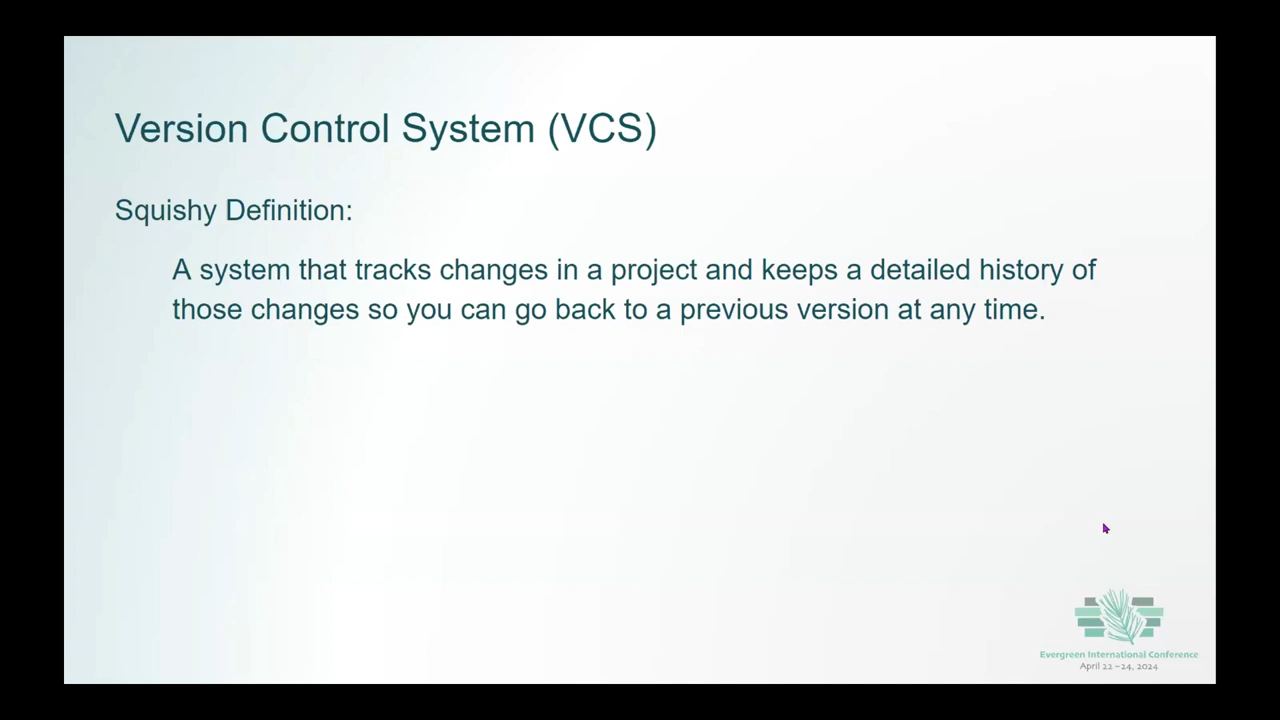 Version Control System (VCS)
Squishy Definition:
A system that tracks changes in a project and keeps a detailed history of
those changes so you can go back to a previous version at any time.
Evergreen International Conference
April 22–24, 2024